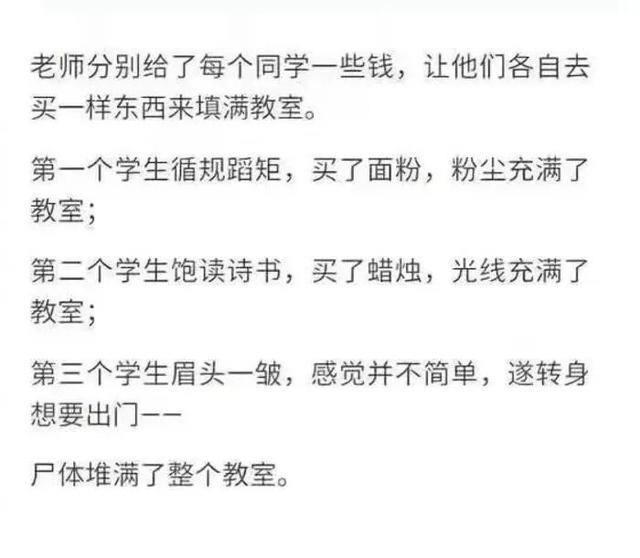 老师分别给了每个同学一些钱，让他们各自去
买一样东西来填满教室。
第一个学生循规蹈矩，买了面粉，粉尘充满了
教室；
第二个学生饱读诗书，买了蜡烛，光线充满了
教室；
第三个学生眉头一皱，感觉并不简单，遂转身
想要出门——
尸体堆满了整个教室。